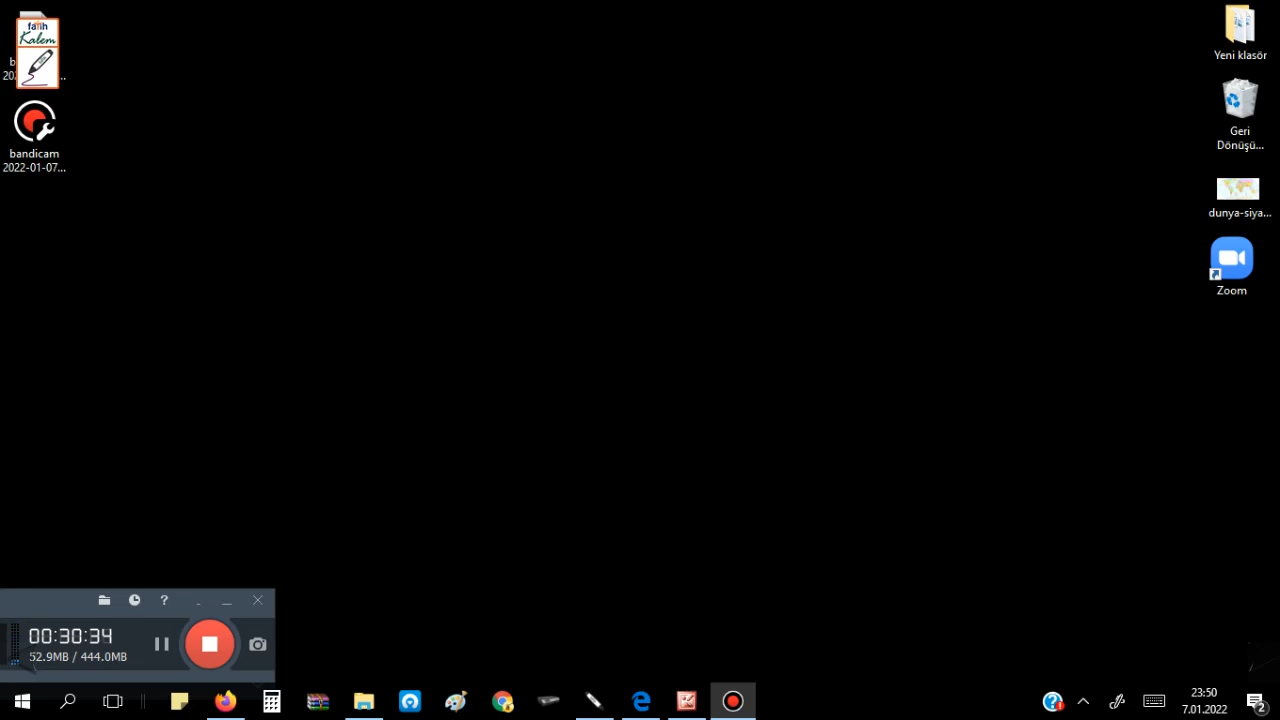 fatih
Kalem
bandicam
2022-01-07...
Yeni klasör
Geri
Dönüşü...
dunya-siya...
Zoom
00:30:34
52.9MB / 444.0MB
23:50
7.01.2022
2